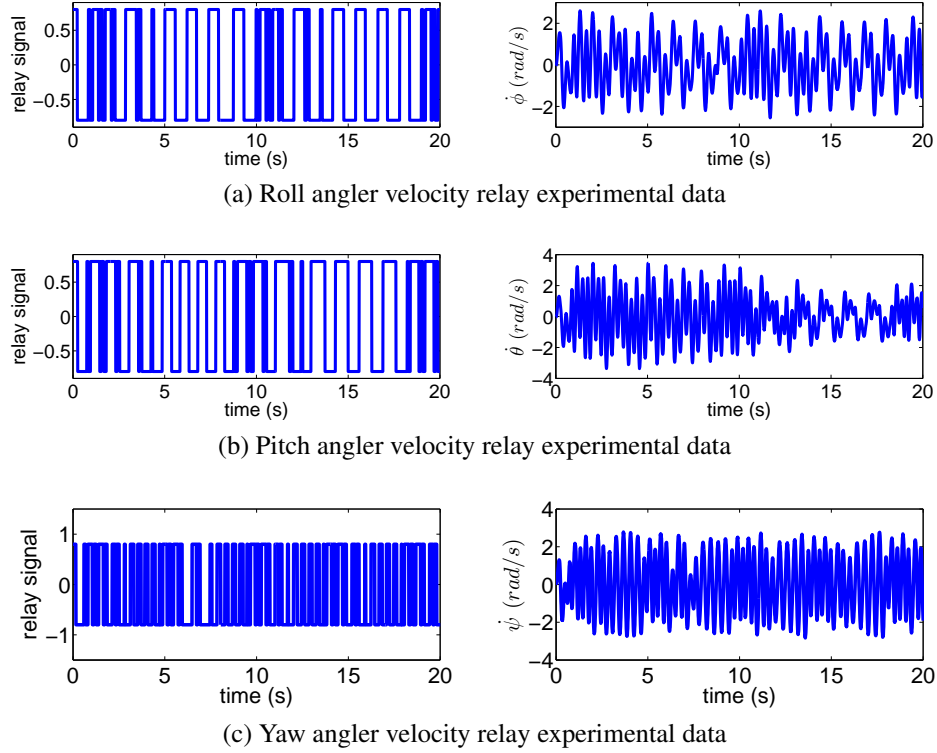 0.5
0
−0.5
relay signal
0 5 10 15 20
time (s)
2
0
−2
φ̇ (rad/s)
0 5 10 15 20
time (s)
(a) Roll angler velocity relay experimental data
0.5
0
−0.5
relay signal
0 5 10 15 20
time (s)
4
2
0
−2
−4
θ̇ (rad/s)
0 5 10 15 20
time (s)
(b) Pitch angler velocity relay experimental data
1
0
−1
relay signal
0 5 10 15 20
time (s)
4
2
0
−2
−4
ψ̇ (rad/s)
0 5 10 15 20
time (s)
(c) Yaw angler velocity relay experimental data